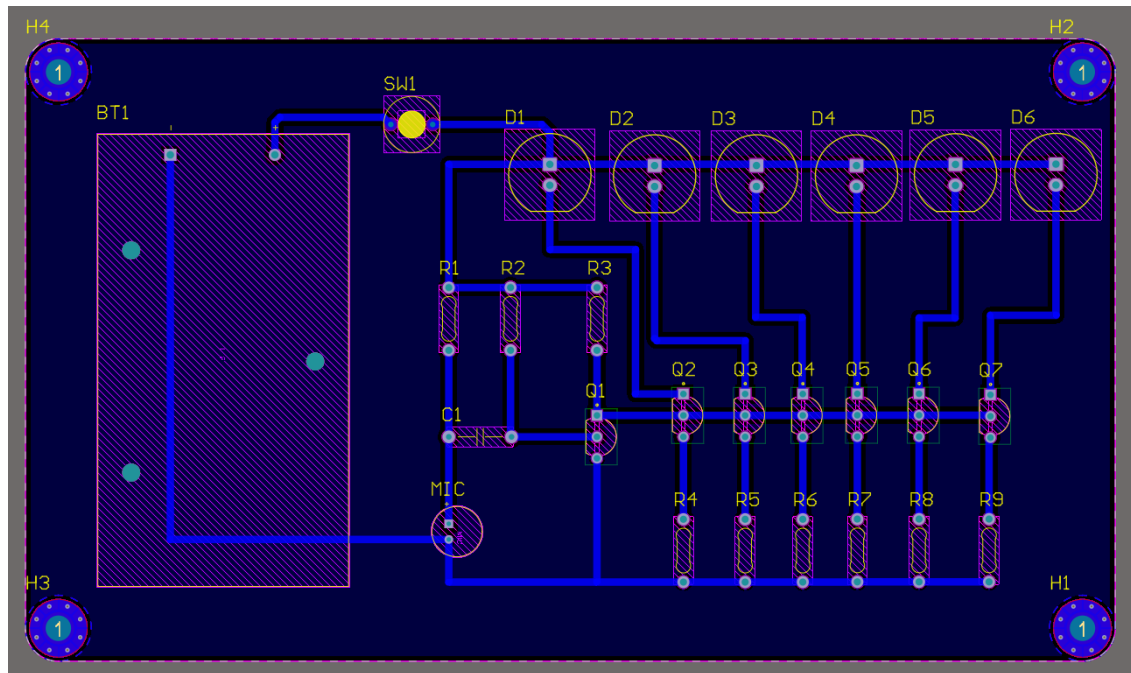 H4
H2
SW1
BT1
D1
D2
D3
D4
D5
D6
1
1
- +
R1
R2
R3
Q1
Q2
Q3
Q4
Q5
Q6
Q7
C1
MIC
R4
R5
R6
R7
R8
R9
H3
H1
1
1